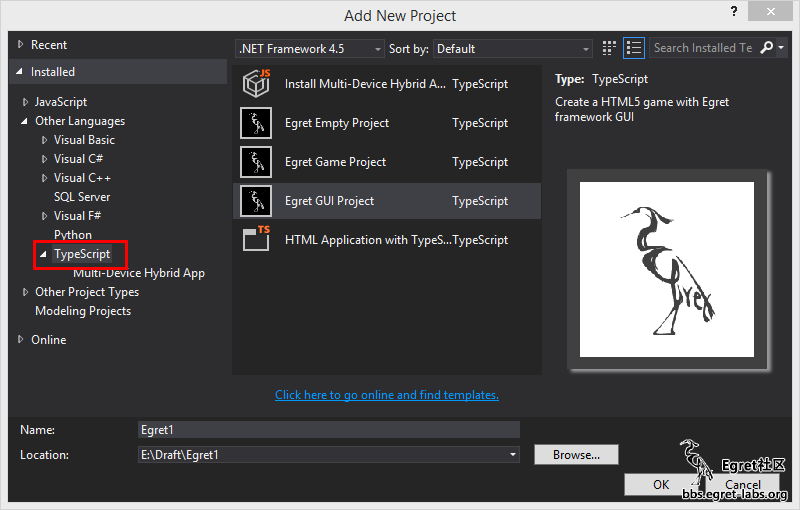 Add New Project
?
Recent
Installed
JavaScript
Other Languages
Visual Basic
Visual C#
Visual C++
SQL Server
Visual F#
Python
TypeScript
Multi-Device Hybrid App
Other Project Types
Modeling Projects
Online
.NET Framework 4.5
Sort by: Default
Search Installed Te
JS
Install Multi-Device Hybrid A... TypeScript
Egret Empty Project TypeScript
Egret Game Project TypeScript
Egret GUI Project TypeScript
TS
HTML Application with TypeS...TypeScript
Click here to go online and find templates.
Type: TypeScript
Create a HTML5 game with Egret
framework GUI
Egret
Name: Egret1
Location: E:\Draft\Egret1
Browse...
OK
Cancel
Egret社区
bbs.egret-labs.org